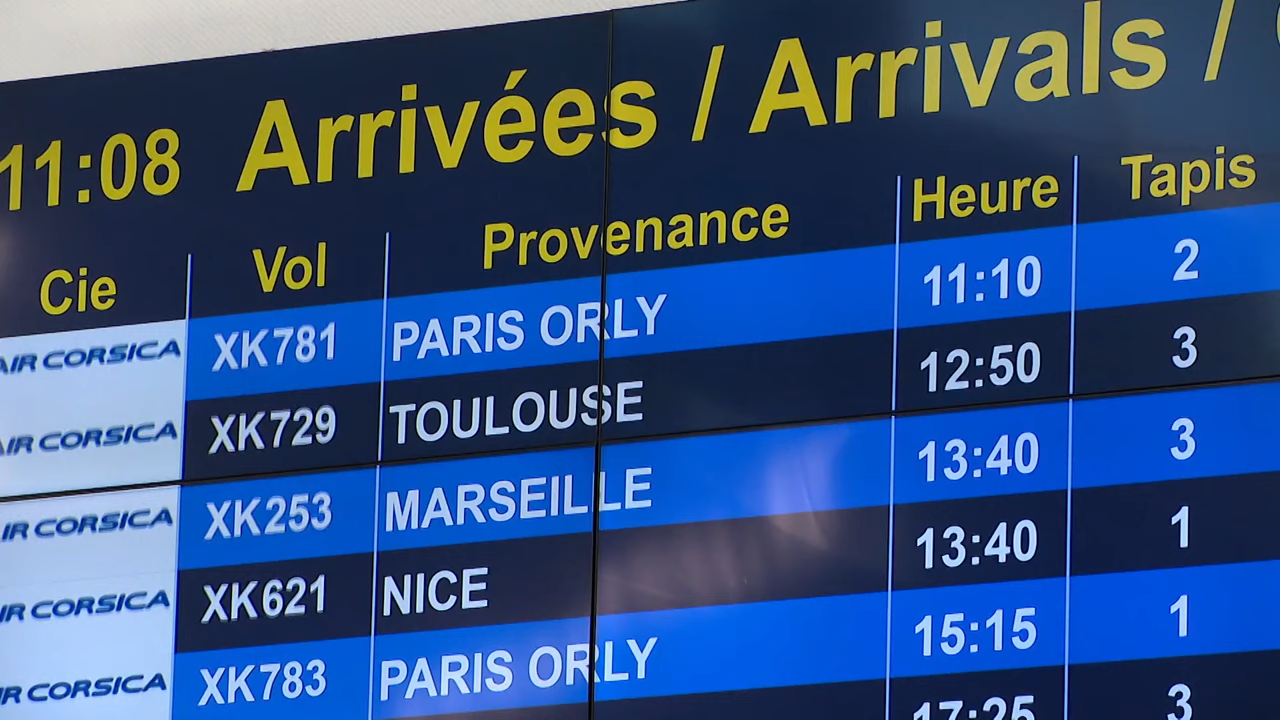 11:08 Arrivées / Arrivals /
Cie Vol Provenance Heure Tapis
AIR CORSICA XK781 PARIS ORLY 11:10 2
AIR CORSICA XK729 TOULOUSE 12:50 3
AIR CORSICA XK253 MARSEILLE 13:40 3
AIR CORSICA XK621 NICE 13:40 1
AIR CORSICA XK783 PARIS ORLY 15:15 1
17:25 3